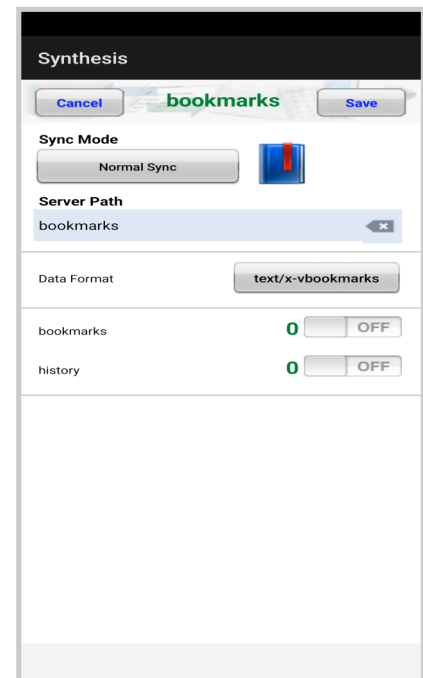 Synthesis
Cancel bookmarks Save
Sync Mode
Normal Sync
Server Path
bookmarks
Data Format text/x-vbookmarks
bookmarks 0 OFF
history 0 OFF